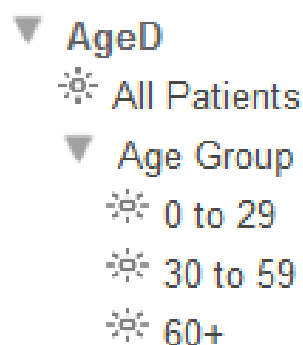 AgeD
All Patients
Age Group
0 to 29
30 to 59
60+